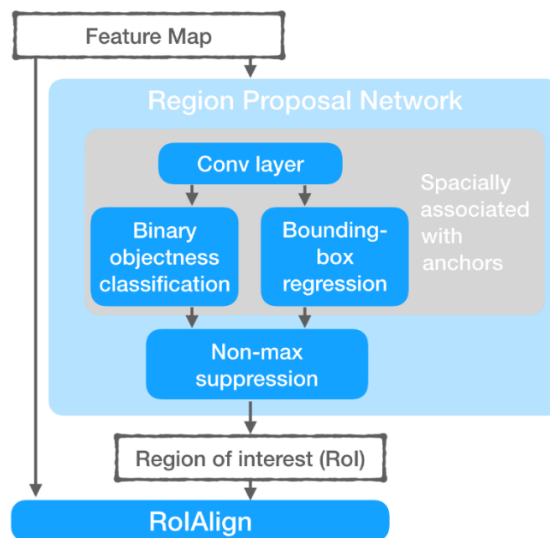 Feature Map
Region Proposal Network
Conv layer
Spacially
associated
with
anchors
Binary
objectness
classification
Bounding-
box
regression
Non-max
suppression
Region of interest (RoI)
RoIAlign